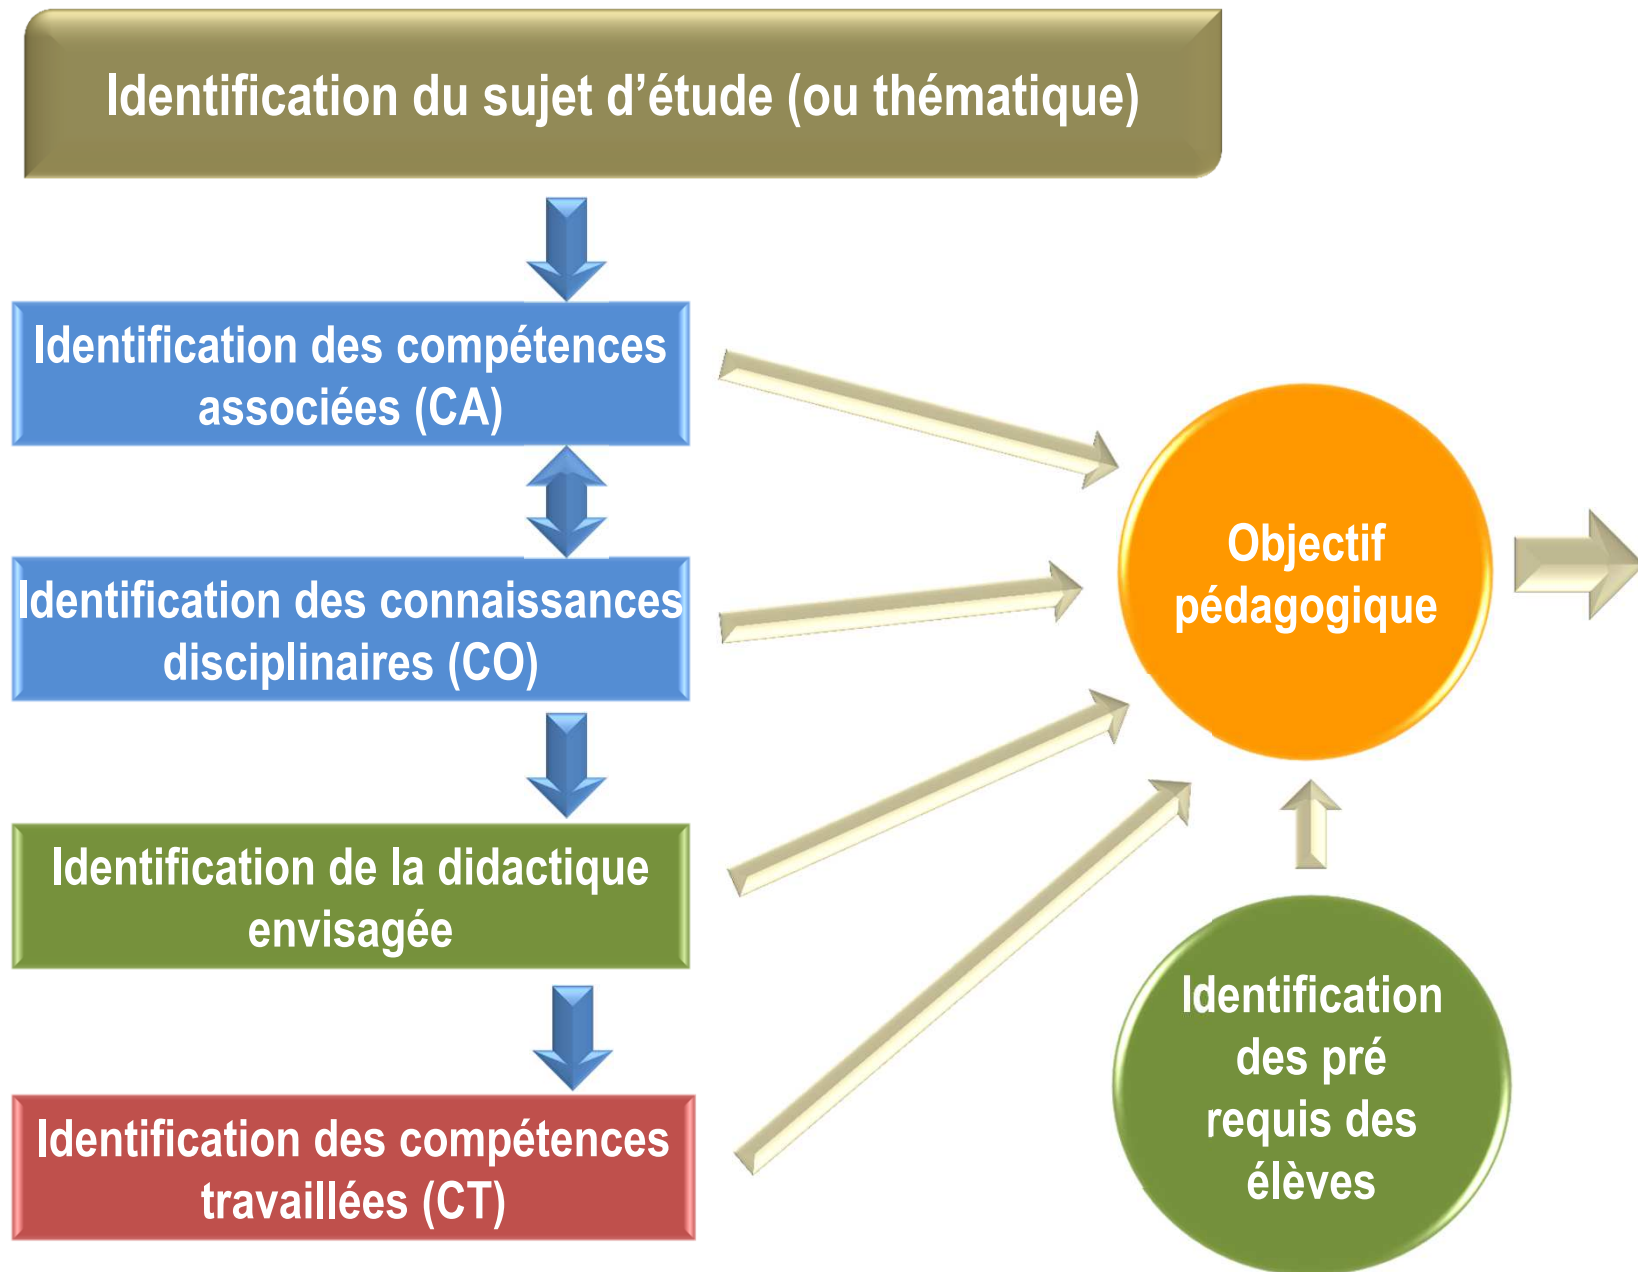 Identification du sujet d’étude (ou thématique)
Identification des compétences
associées (CA)
Identification des connaissances
disciplinaires (CO)
Identification de la didactique
envisagée
Identification des compétences
travaillées (CT)
Objectif
pédagogique
Identification
des pré
requis des
élèves